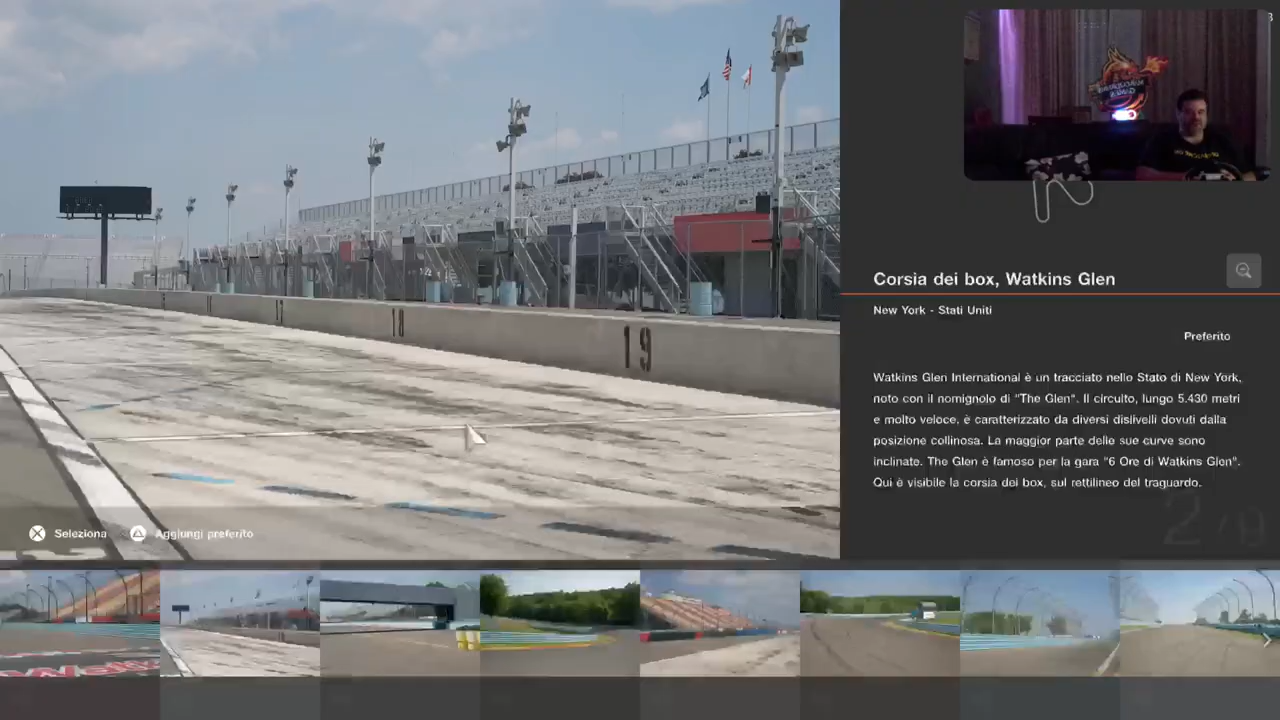 19
18
Corsia dei box, Watkins Glen
New York - Stati Uniti
Preferito
Watkins Glen International è un tracciato nello Stato di New York,
noto con il nomignolo di "The Glen". Il circuito, lungo 5.430 metri
e molto veloce, è caratterizzato da diversi dislivelli dovuti dalla
posizione collinosa. La maggior parte delle sue curve sono
inclinate. The Glen è famoso per la gara "6 Ore di Watkins Glen".
Qui è visibile la corsia dei box, sul rettilineo del traguardo.
2/9
Seleziona
Aggiungi preferito